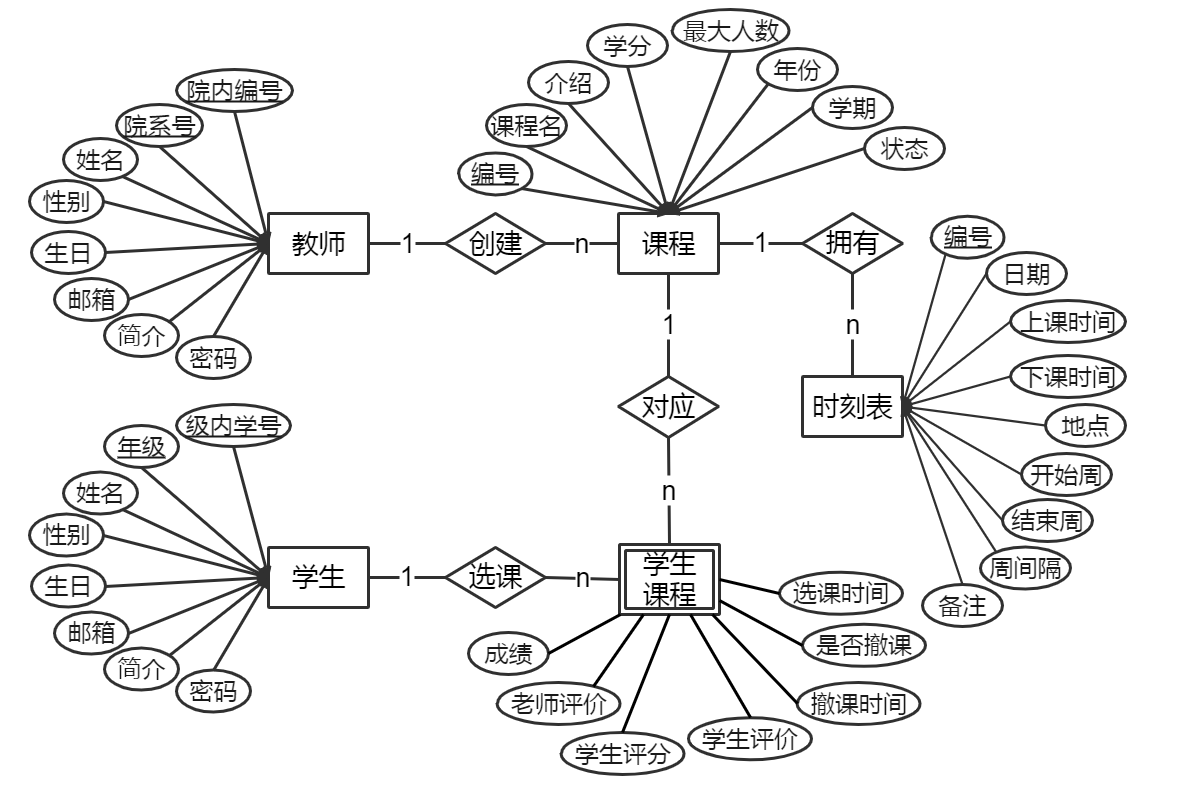 院内编号
院系号
姓名
性别
生日
邮箱
简介
密码
教师
1
创建
n
课程
编号
课程名
介绍
学分
最大人数
年份
学期
状态
1
拥有
n
时刻表
编号
日期
上课时间
下课时间
地点
开始周
结束周
周间隔
备注
1
对应
n
级内学号
年级
姓名
性别
生日
邮箱
简介
密码
学生
1
选课
n
学生
课程
选课时间
是否撤课
撤课时间
学生评价
学生评分
老师评价
成绩